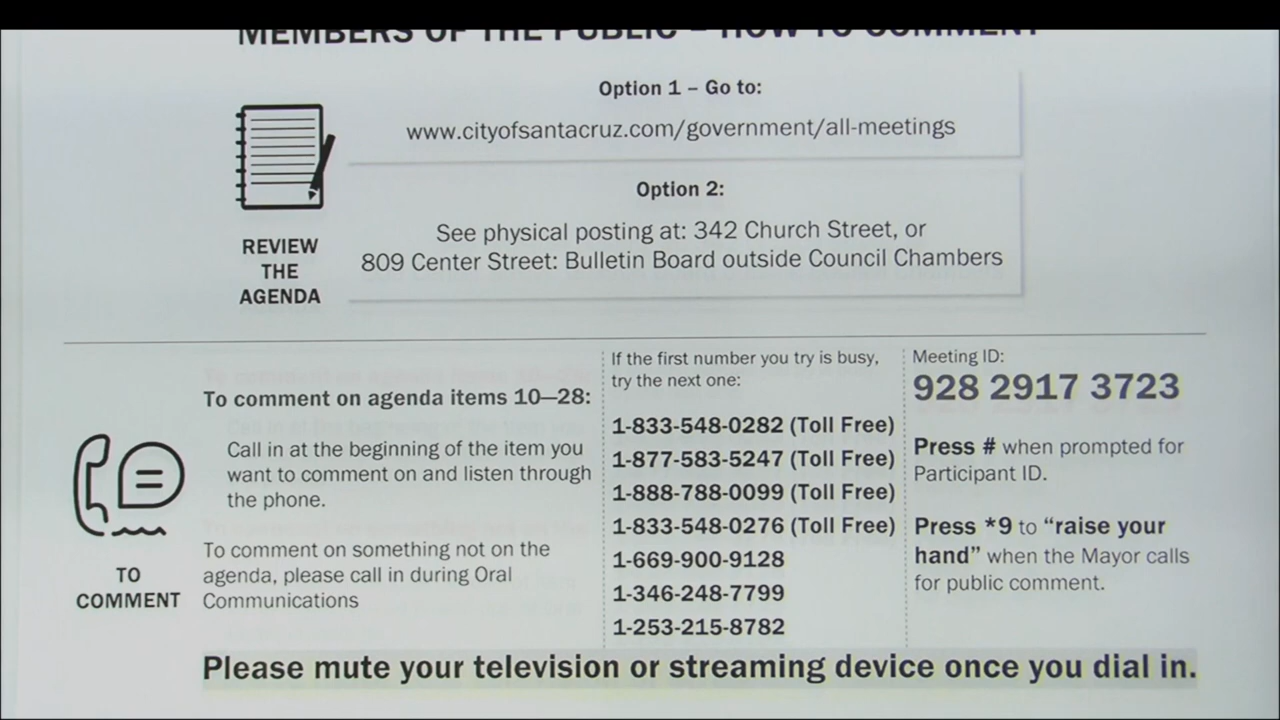 MEMBERS OF THE PUBLIC – HOW TO COMMENT
Option 1 – Go to:
www.cityofsantacruz.com/government/all-meetings
REVIEW
THE
AGENDA
Option 2:
See physical posting at: 342 Church Street, or
809 Center Street: Bulletin Board outside Council Chambers
TO
COMMENT
To comment on agenda items 10—28:
Call in at the beginning of the item you
want to comment on and listen through
the phone.
To comment on something not on the
agenda, please call in during Oral
Communications
If the first number you try is busy,
try the next one:
1-833-548-0282 (Toll Free)
1-877-583-5247 (Toll Free)
1-888-788-0099 (Toll Free)
1-833-548-0276 (Toll Free)
1-669-900-9128
1-346-248-7799
1-253-215-8782
Meeting ID:
928 2917 3723
Press # when prompted for
Participant ID.
Press *9 to “raise your
hand” when the Mayor calls
for public comment.
Please mute your television or streaming device once you dial in.